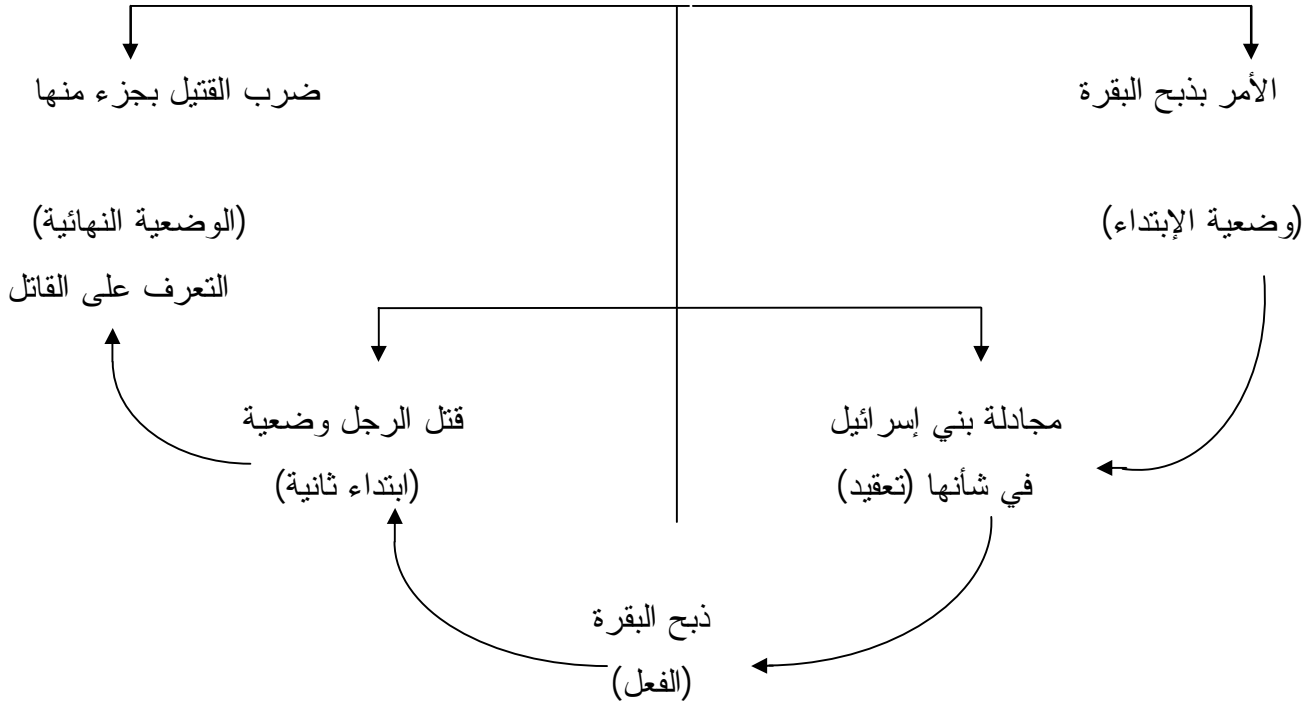 الأمر بذبح البقرة
ضرب القتيل بجزء منها
(وضعية الإبتداء)
(الوضعية النهائية)
التعرف على القاتل
مجادلة بني إسرائيل
في شأنها (تعقيد)
قتل الرجل وضعية
(ابتداء ثانية)
ذبح البقرة
(الفعل)